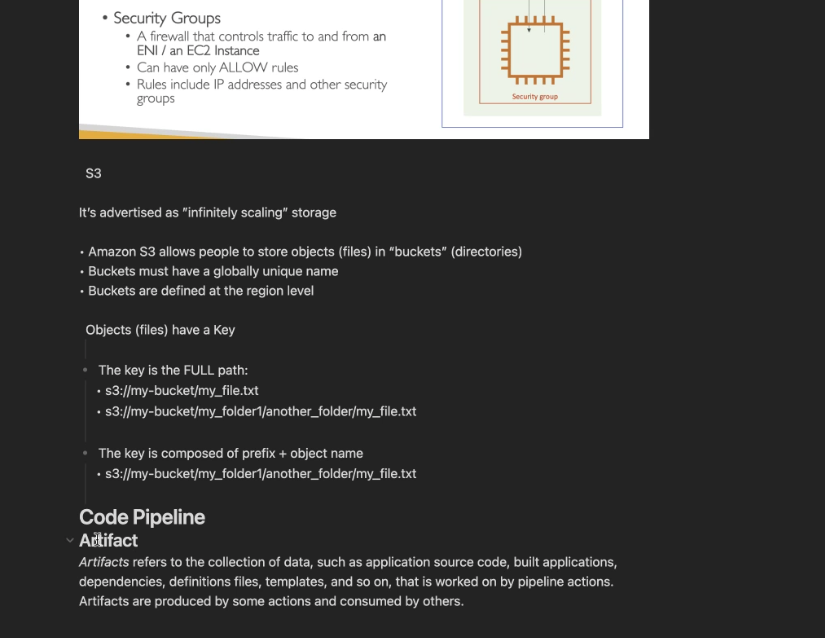 • Security Groups
• A firewall that controls traffic to and from an
ENI / an EC2 Instance
• Can have only ALLOW rules
• Rules include IP addresses and other security
groups
Security group
S3
It's advertised as "infinitely scaling" storage
• Amazon S3 allows people to store objects (files) in "buckets" (directories)
• Buckets must have a globally unique name
• Buckets are defined at the region level
Objects (files) have a Key
• The key is the FULL path:
• s3://my-bucket/my_file.txt
• s3://my-bucket/my_folder1/another_folder/my_file.txt
• The key is composed of prefix + object name
• s3://my-bucket/my_folder1/another_folder/my_file.txt
Code Pipeline
Artifact
Artifacts refers to the collection of data, such as application source code, built applications,
dependencies, definitions files, templates, and so on, that is worked on by pipeline actions.
Artifacts are produced by some actions and consumed by others.